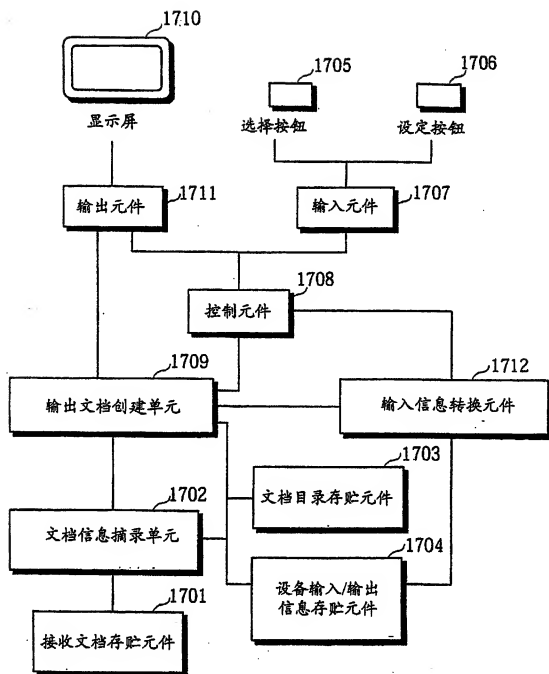 1710
1705
1706
显示屏
选择按钮
设定按钮
输出元件
1711
输入元件
1707
1708
控制元件
1709
1712
输出文档创建单元
输入信息转换元件
1703
文档目录存贮元件
1702
文档信息摘录单元
1704
设备输入/输出
信息存贮元件
1701
接收文档存贮元件